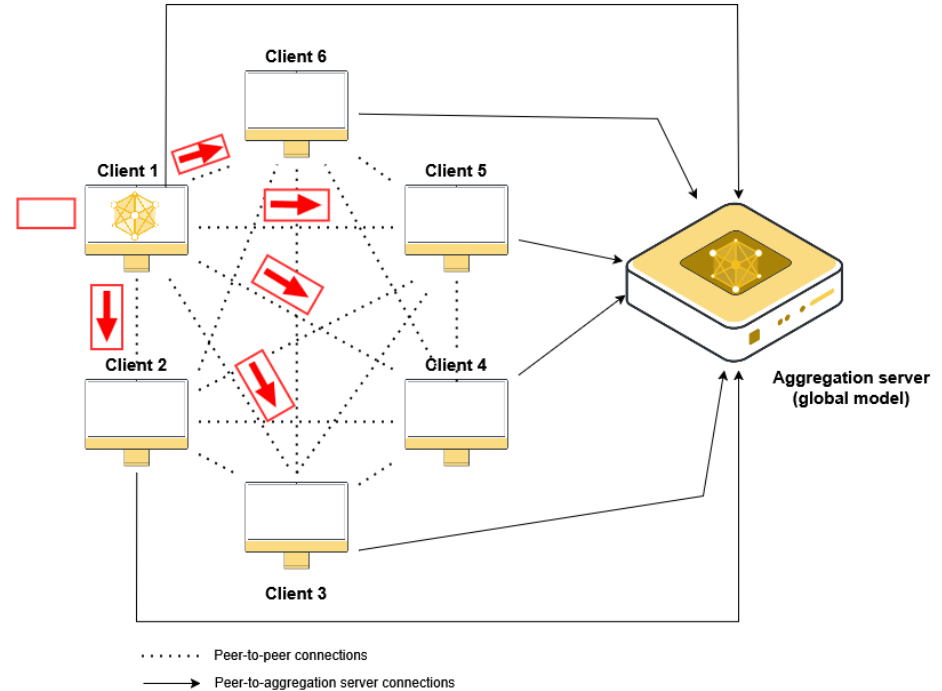 Client 6
Client 1
Client 5
Client 2
Client 4
Aggregation server
(global model)
Client 3
Peer-to-peer connections
Peer-to-aggregation server connections